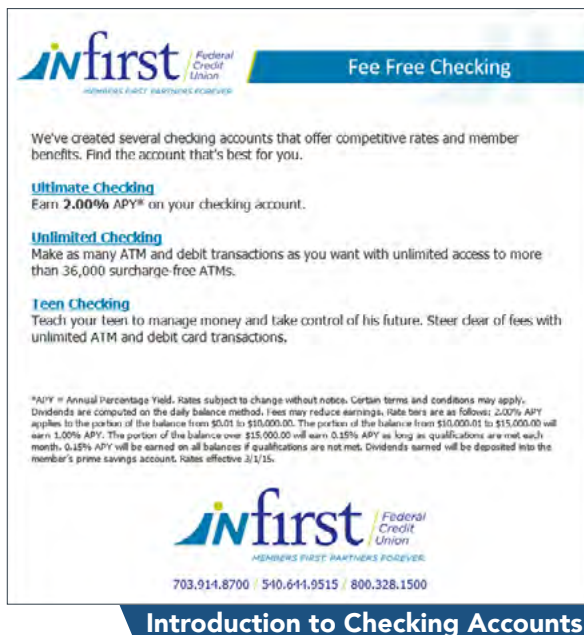 INfirst Federal Credit Union
MEMBERS FIRST PARTNERS FOREVER
Fee Free Checking
We've created several checking accounts that offer competitive rates and member
benefits. Find the account that's best for you.
Ultimate Checking
Earn 2.00% APY* on your checking account.
Unlimited Checking
Make as many ATM and debit transactions as you want with unlimited access to more
than 36,000 surcharge-free ATMs.
Teen Checking
Teach your teen to manage money and take control of his future. Steer clear of fees with
unlimited ATM and debit card transactions.
*APY = Annual Percentage Yield. Rates subject to change without notice. Certain terms and conditions may apply.
Dividends are computed on the daily balance method. Fees may reduce earnings. Rate tiers are as follows: 2.00% APY
applies to the portion of the balance from $0.01 to $10,000.00. The portion of the balance from $10,000.01 to $15,000.00 will
earn 1.00% APY. The portion of the balance over $15,000.00 will earn 0.15% APY as long as qualifications are met each
month. 0.15% APY will be earned on all balances if qualifications are not met. Dividends earned will be deposited into the
member's prime savings account. Rates effective 3/1/15.
INfirst Federal Credit Union
MEMBERS FIRST PARTNERS FOREVER
703.914.8700 / 540.644.9515 / 800.328.1500
Introduction to Checking Accounts